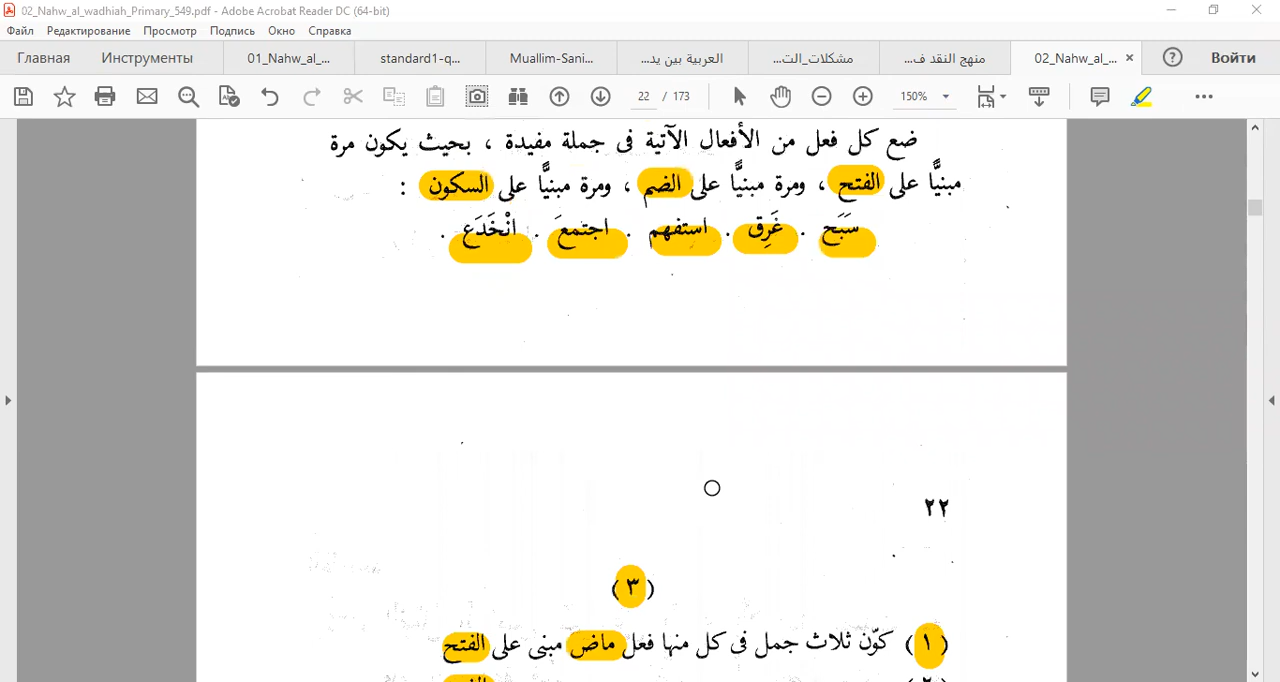 02_Nahw_al_wadhiah_Primary_549.pdf - Adobe Acrobat Reader DC (64-bit)
Файл Редактирование Просмотр Подпись Окно Справка
Главная Инструменты 01_Nahw_al_... standard1-q... Muallim-Sani... العربية بين يد... مشكلات_الت... منهج النقد ف... 02_Nahw_al_... × Войти
22 / 173 150%
ضع كل فعل من الأفعال الآتية فى جملة مفيدة ، بحيث يكون مرة
مبنيًّا على الفتح ، ومرة مبنيًّا على الضم ، ومرة مبنيًّا على السكون :
سَبَح . غَرِق . استفهم . اجتمعَ . انْخَدَع .
٢٢
(٣)
(١) كوّن ثلاث جمل فى كل منها فعل ماض مبنى على الفتح